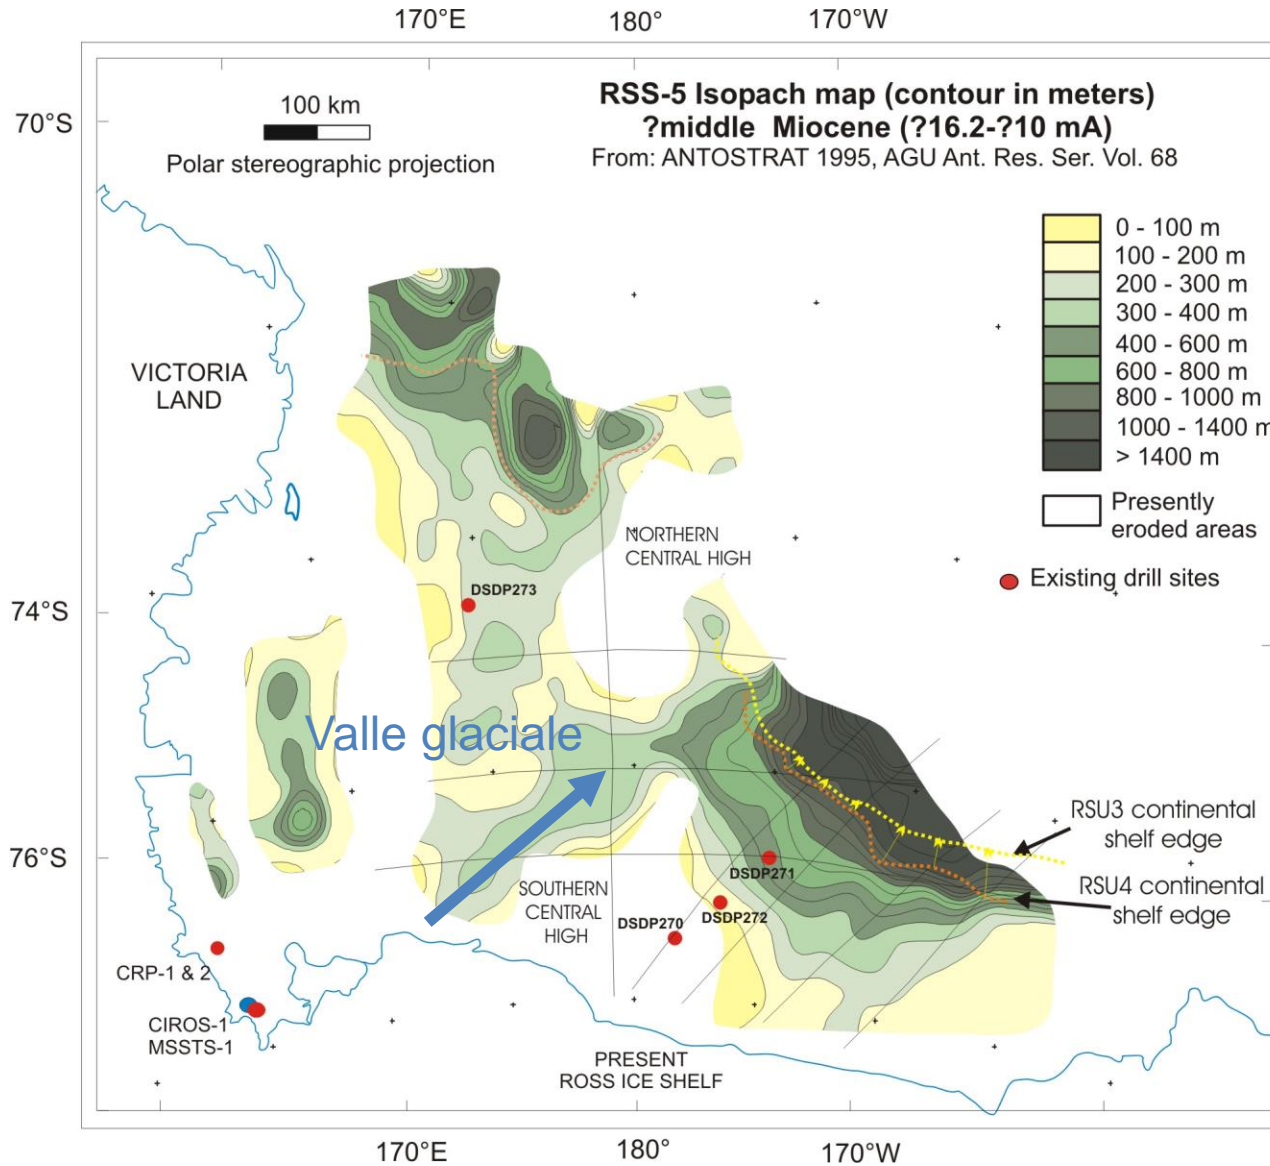 170°E
180°
170°W
RSS-5 Isopach map (contour in meters)
?middle Miocene (?16.2-?10 mA)
From: ANTOSTRAT 1995, AGU Ant. Res. Ser. Vol. 68
100 km
Polar stereographic projection
70°S
0 - 100 m
100 - 200 m
200 - 300 m
300 - 400 m
400 - 600 m
600 - 800 m
800 - 1000 m
1000 - 1400 m
> 1400 m
Presently
eroded areas
Existing drill sites
VICTORIA
LAND
NORTHERN
CENTRAL HIGH
DSDP273
74°S
Valle glaciale
RSU3 continental
shelf edge
76°S
DSDP271
RSU4 continental
shelf edge
SOUTHERN
CENTRAL
HIGH
DSDP272
DSDP270
CRP-1 & 2
CIROS-1
MSSTS-1
PRESENT
ROSS ICE SHELF
170°E
180°
170°W